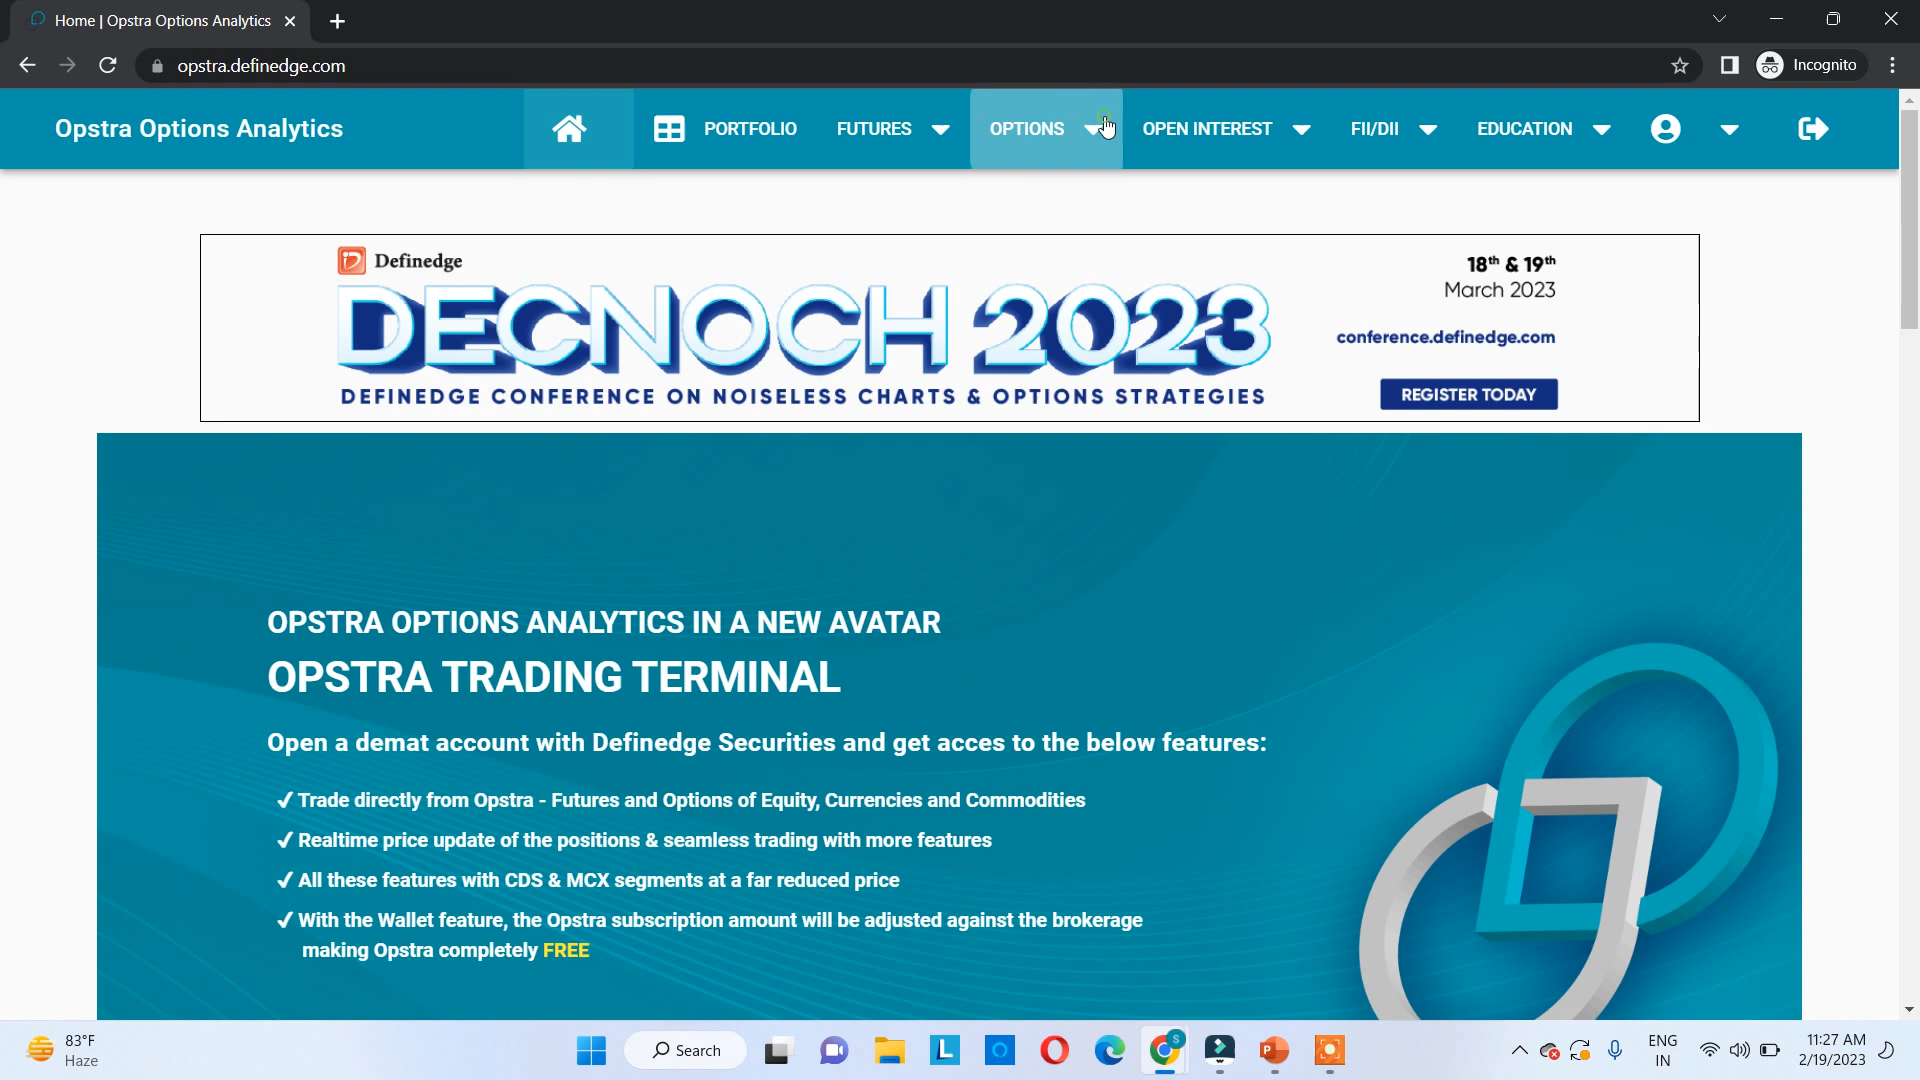 Home | Opstra Options Analytics
opstra.definedge.com
Incognito
Opstra Options Analytics
PORTFOLIO
FUTURES
OPTIONS
OPEN INTEREST
FII/DII
EDUCATION
Definedge
DECNOCH 2023
DEFINEDGE CONFERENCE ON NOISELESS CHARTS & OPTIONS STRATEGIES
18th & 19th
March 2023
conference.definedge.com
REGISTER TODAY
OPSTRA OPTIONS ANALYTICS IN A NEW AVATAR
OPSTRA TRADING TERMINAL
Open a demat account with Definedge Securities and get acces to the below features:
✓ Trade directly from Opstra - Futures and Options of Equity, Currencies and Commodities
✓ Realtime price update of the positions & seamless trading with more features
✓ All these features with CDS & MCX segments at a far reduced price
✓ With the Wallet feature, the Opstra subscription amount will be adjusted against the brokerage
making Opstra completely FREE
83°F
Haze
Search
ENG
IN
11:27 AM
2/19/2023